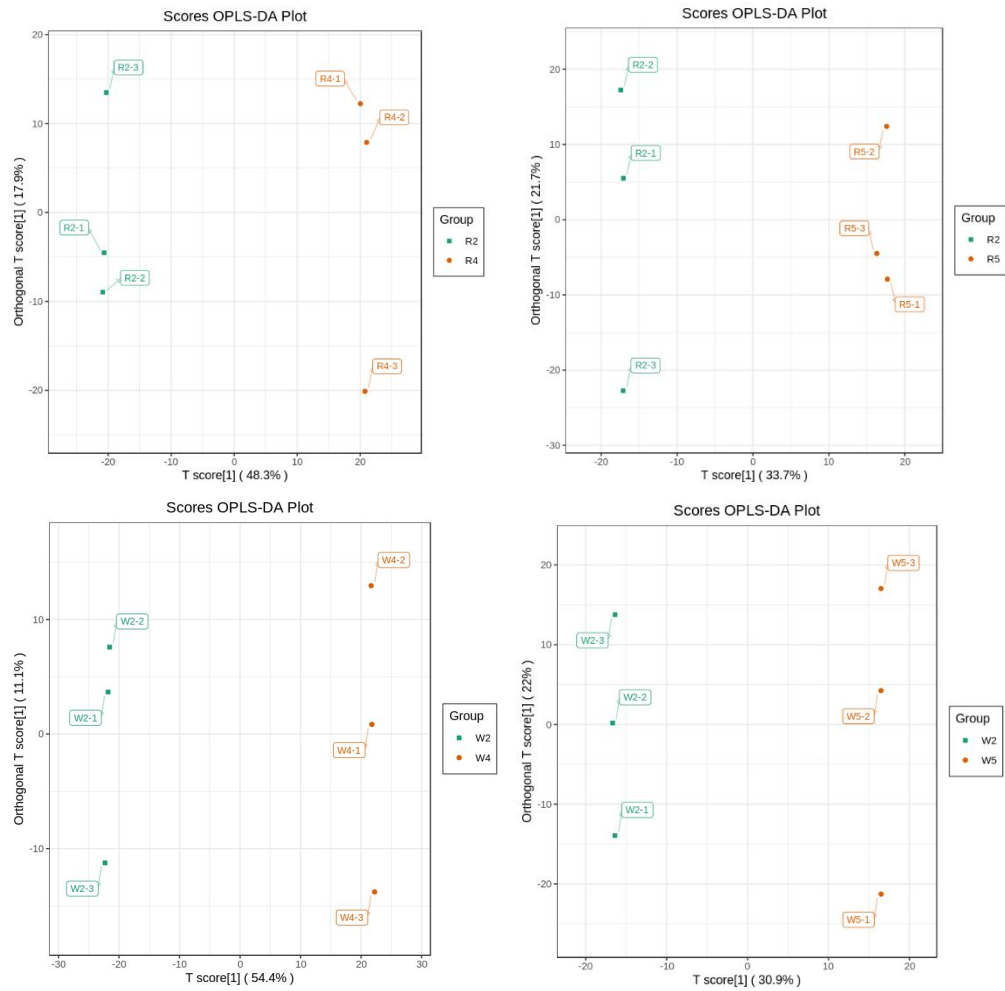 Scores OPLS-DA Plot
20
10
0
-10
-20
Orthogonal T score[1] ( 17.9% )
R2-3
R4-1
R4-2
R2-1
R2-2
R4-3
-20
-10
0
10
20
T score[1] ( 48.3% )
Group
R2
R4
Scores OPLS-DA Plot
20
10
0
-10
-20
-30
Orthogonal T score[1] ( 21.7% )
R2-2
R5-2
R2-1
R5-3
R5-1
R2-3
-20
-10
0
10
20
T score[1] ( 33.7% )
Group
R2
R5
Scores OPLS-DA Plot
10
0
-10
Orthogonal T score[1] ( 11.1% )
W4-2
W2-2
W2-1
W4-1
W2-3
W4-3
-30
-20
-10
0
10
20
30
T score[1] ( 54.4% )
Group
W2
W4
Scores OPLS-DA Plot
20
10
0
-10
-20
Orthogonal T score[1] ( 22% )
W5-3
W2-3
W2-2
W5-2
W2-1
W5-1
-20
-10
0
10
20
T score[1] ( 30.9% )
Group
W2
W5